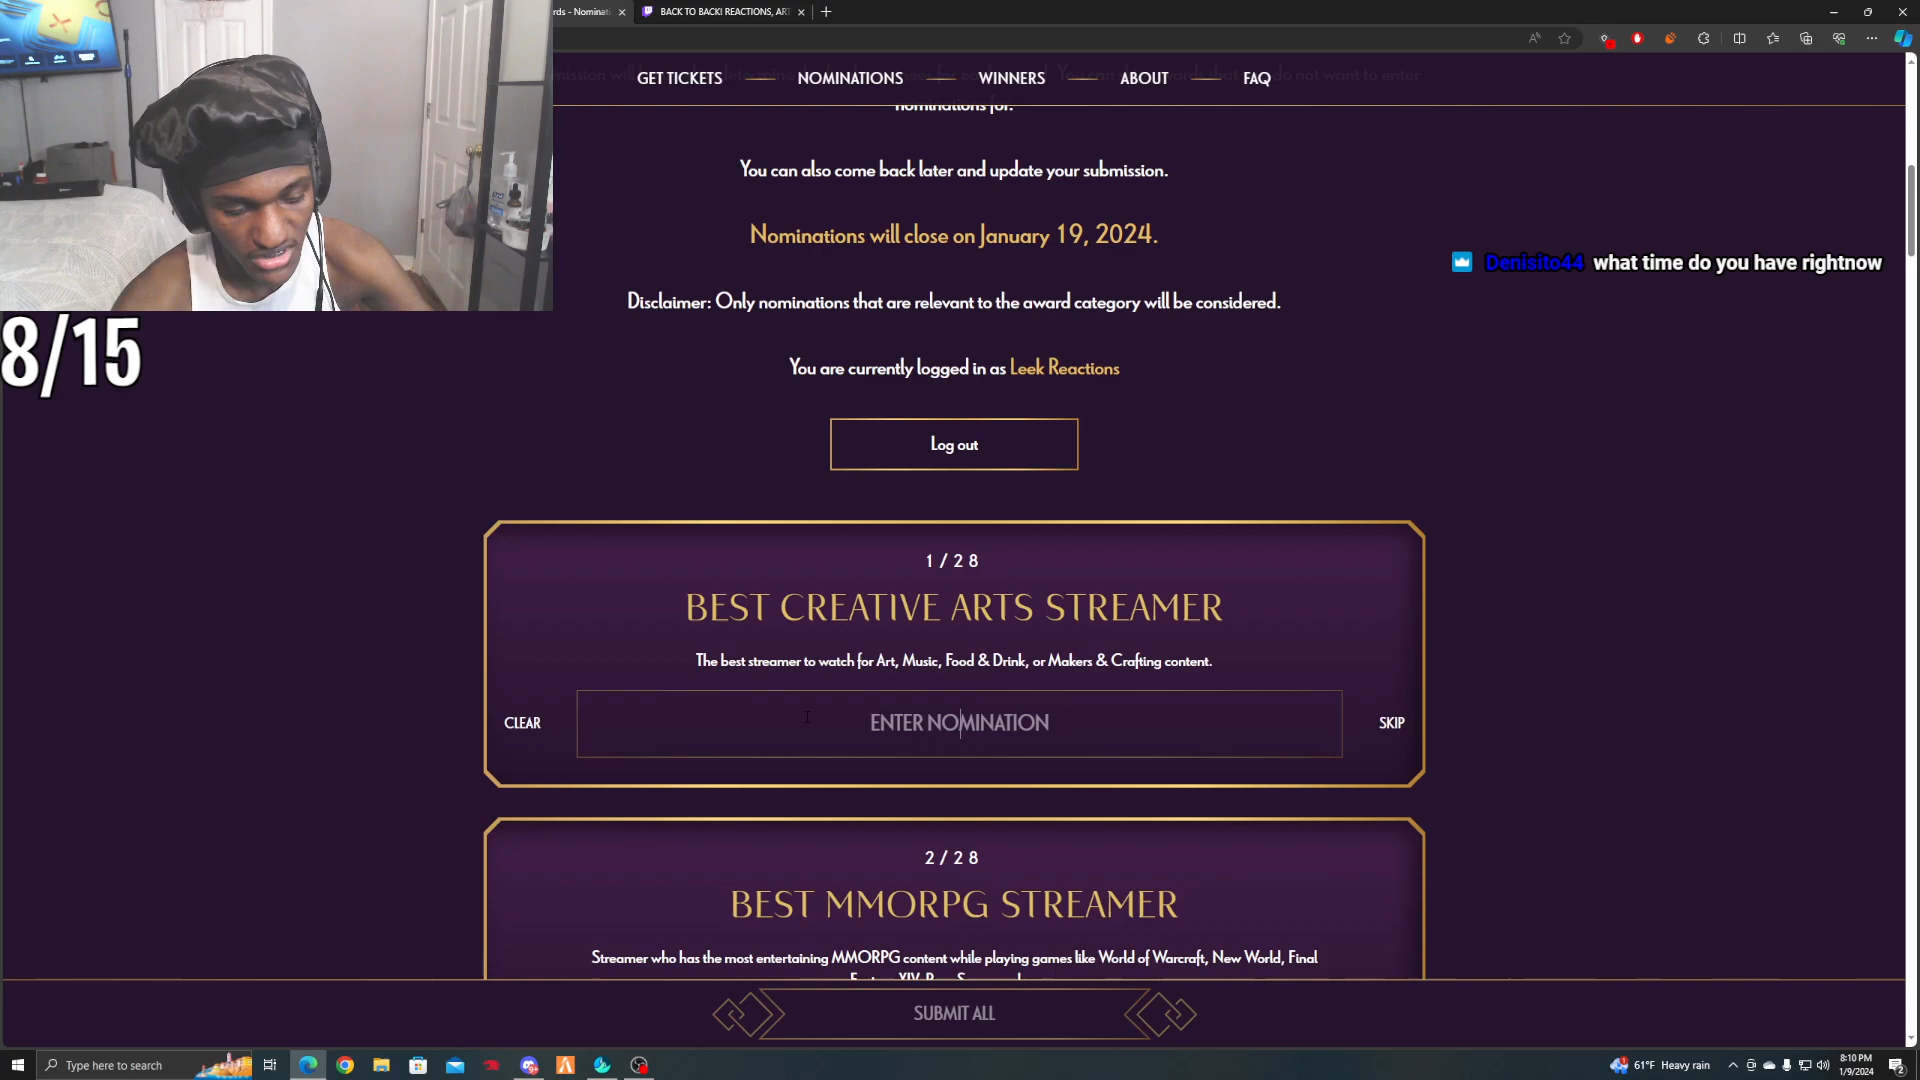 rds - Nominati
BACK TO BACK! REACTIONS, ART
GET TICKETS
NOMINATIONS
WINNERS
ABOUT
FAQ
nominations for.
You can also come back later and update your submission.
Nominations will close on January 19, 2024.
Denisito44 what time do you have rightnow
Disclaimer: Only nominations that are relevant to the award category will be considered.
8/15
You are currently logged in as Leek Reactions
Log out
1/28
BEST CREATIVE ARTS STREAMER
The best streamer to watch for Art, Music, Food & Drink, or Makers & Crafting content.
CLEAR
ENTER NOMINATION
SKIP
2/28
BEST MMORPG STREAMER
Streamer who has the most entertaining MMORPG content while playing games like World of Warcraft, New World, Final
SUBMIT ALL
Type here to search
61°F Heavy rain
8:10 PM
1/9/2024